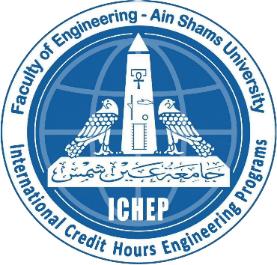 Faculty of Engineering - Ain Shams University
جامعة عين شمس
ICHEP
International Credit Hours Engineering Programs